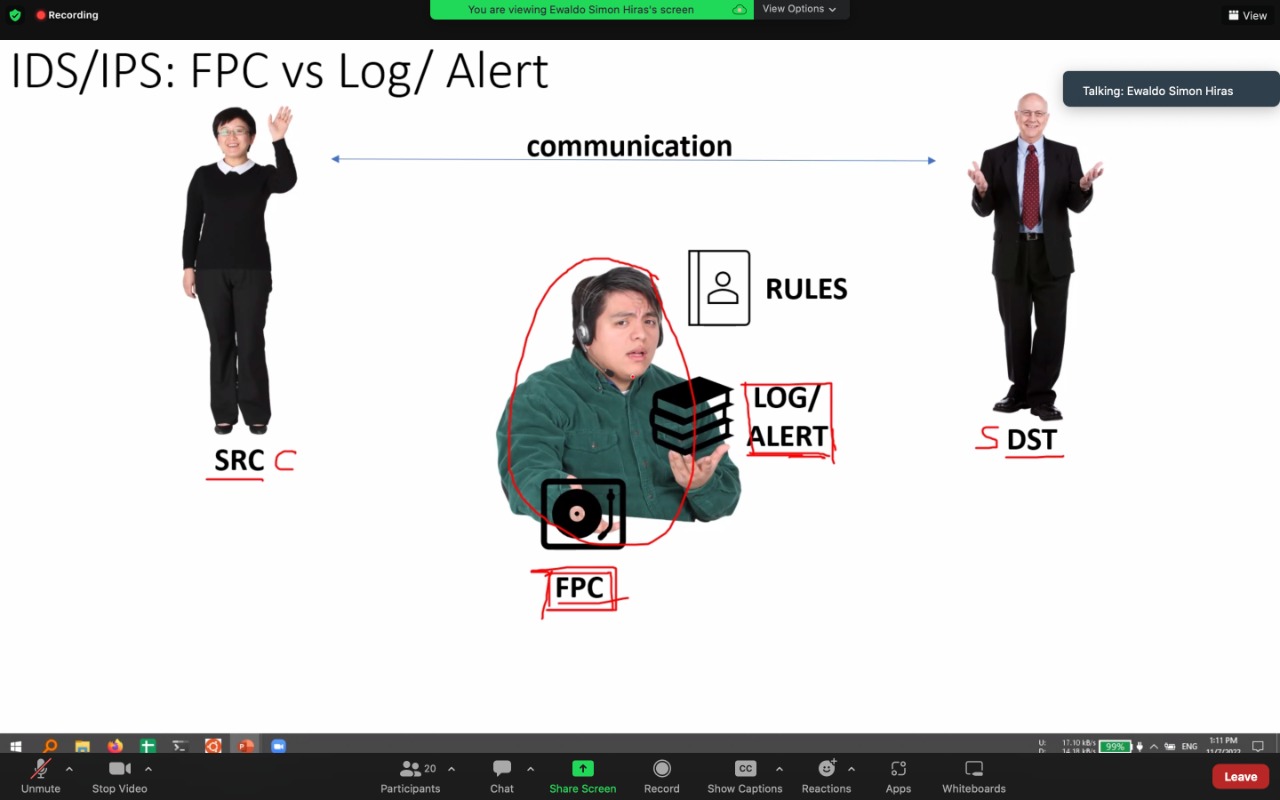 Recording
You are viewing Ewaldo Simon Hiras's screen
View Options
View
IDS/IPS: FPC vs Log/ Alert
Talking: Ewaldo Simon Hiras
communication
RULES
LOG/
ALERT
SRC C
S DST
FPC
U: 17.10 kB/s
D: 14.18 kB/s
99%
ENG
1:11 PM
11/7/2022
Unmute
Stop Video
20
Participants
Chat
Share Screen
Record
CC
Show Captions
Reactions
Apps
Whiteboards
Leave